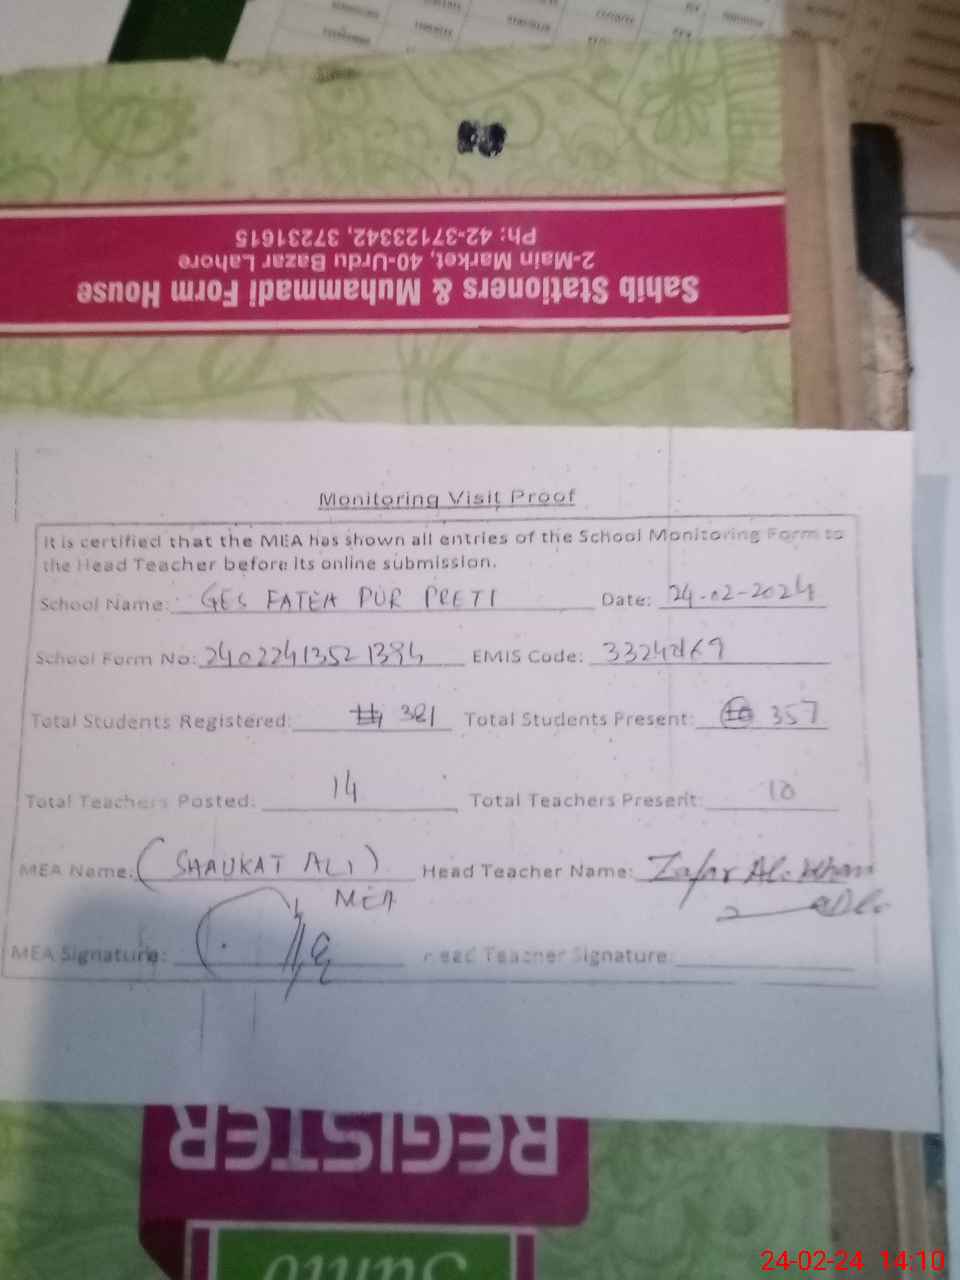 Ph: 42-37123342, 37231615
2-Main Market, 40-Urdu Bazar Lahore
Sahib Stationers & Muhammadi Form House
Monitoring Visit Proof
It is certified that the MEA has shown all entries of the School Monitoring Form to
the Head Teacher before its online submission.
School Name: GES FATEH PUR PRETI Date: 24-02-2024
School Form No: 24022413521394 EMIS Code:
Total Students Registered: 381 Total Students Present: 357
Total Teachers Posted: 14 Total Teachers Present: 10
MEA Name: (SHAUKAT ALI) Head Teacher Name: Zafar Ali Khan
MEA
MEA Signature: Head Teacher Signature:
REGISTER
24-02-24 14:10